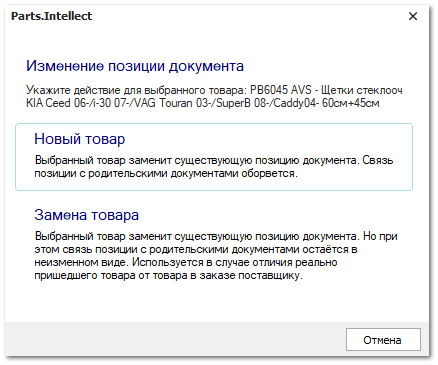 Parts.Intellect
Изменение позиции документа
Укажите действие для выбранного товара: PB6045 AVS - Щетки стеклооч
KIA Ceed 06-/i-30 07-/VAG Touran 03-/SuperB 08-/Caddy04- 60см+45см
Новый товар
Выбранный товар заменит существующую позицию документа. Связь
позиции с родительскими документами оборвется.
Замена товара
Выбранный товар заменит существующую позицию документа. Но при
этом связь позиции с родительскими документами остаётся в
неизменном виде. Используется в случае отличия реально
пришедшего товара от товара в заказе поставщику.
Отмена